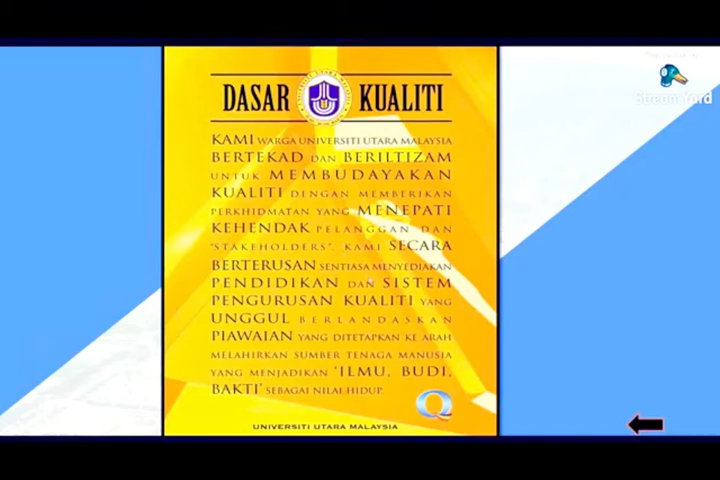 DASAR KUALITI
KAMI WARGA UNIVERSITI UTARA MALAYSIA
BERTEKAD DAN BERILTIZAM
UNTUK MEMBUDAYAKAN
KUALITI DENGAN MEMBERIKAN
PERKHIDMATAN YANG MENEPATI
KEHENDAK PELANGGAN DAN
"STAKEHOLDERS". KAMI SECARA
BERTERUSAN SENTIASA MENYEDIAKAN
PENDIDIKAN DAN SISTEM
PENGURUSAN KUALITI YANG
UNGGUL BERLANDASKAN
PIAWAIAN YANG DITETAPKAN KE ARAH
MELAHIRKAN SUMBER TENAGA MANUSIA
YANG MENJADIKAN 'ILMU, BUDI,
BAKTI' SEBAGAI NILAI HIDUP.
Q
UNIVERSITI UTARA MALAYSIA
StreamYard